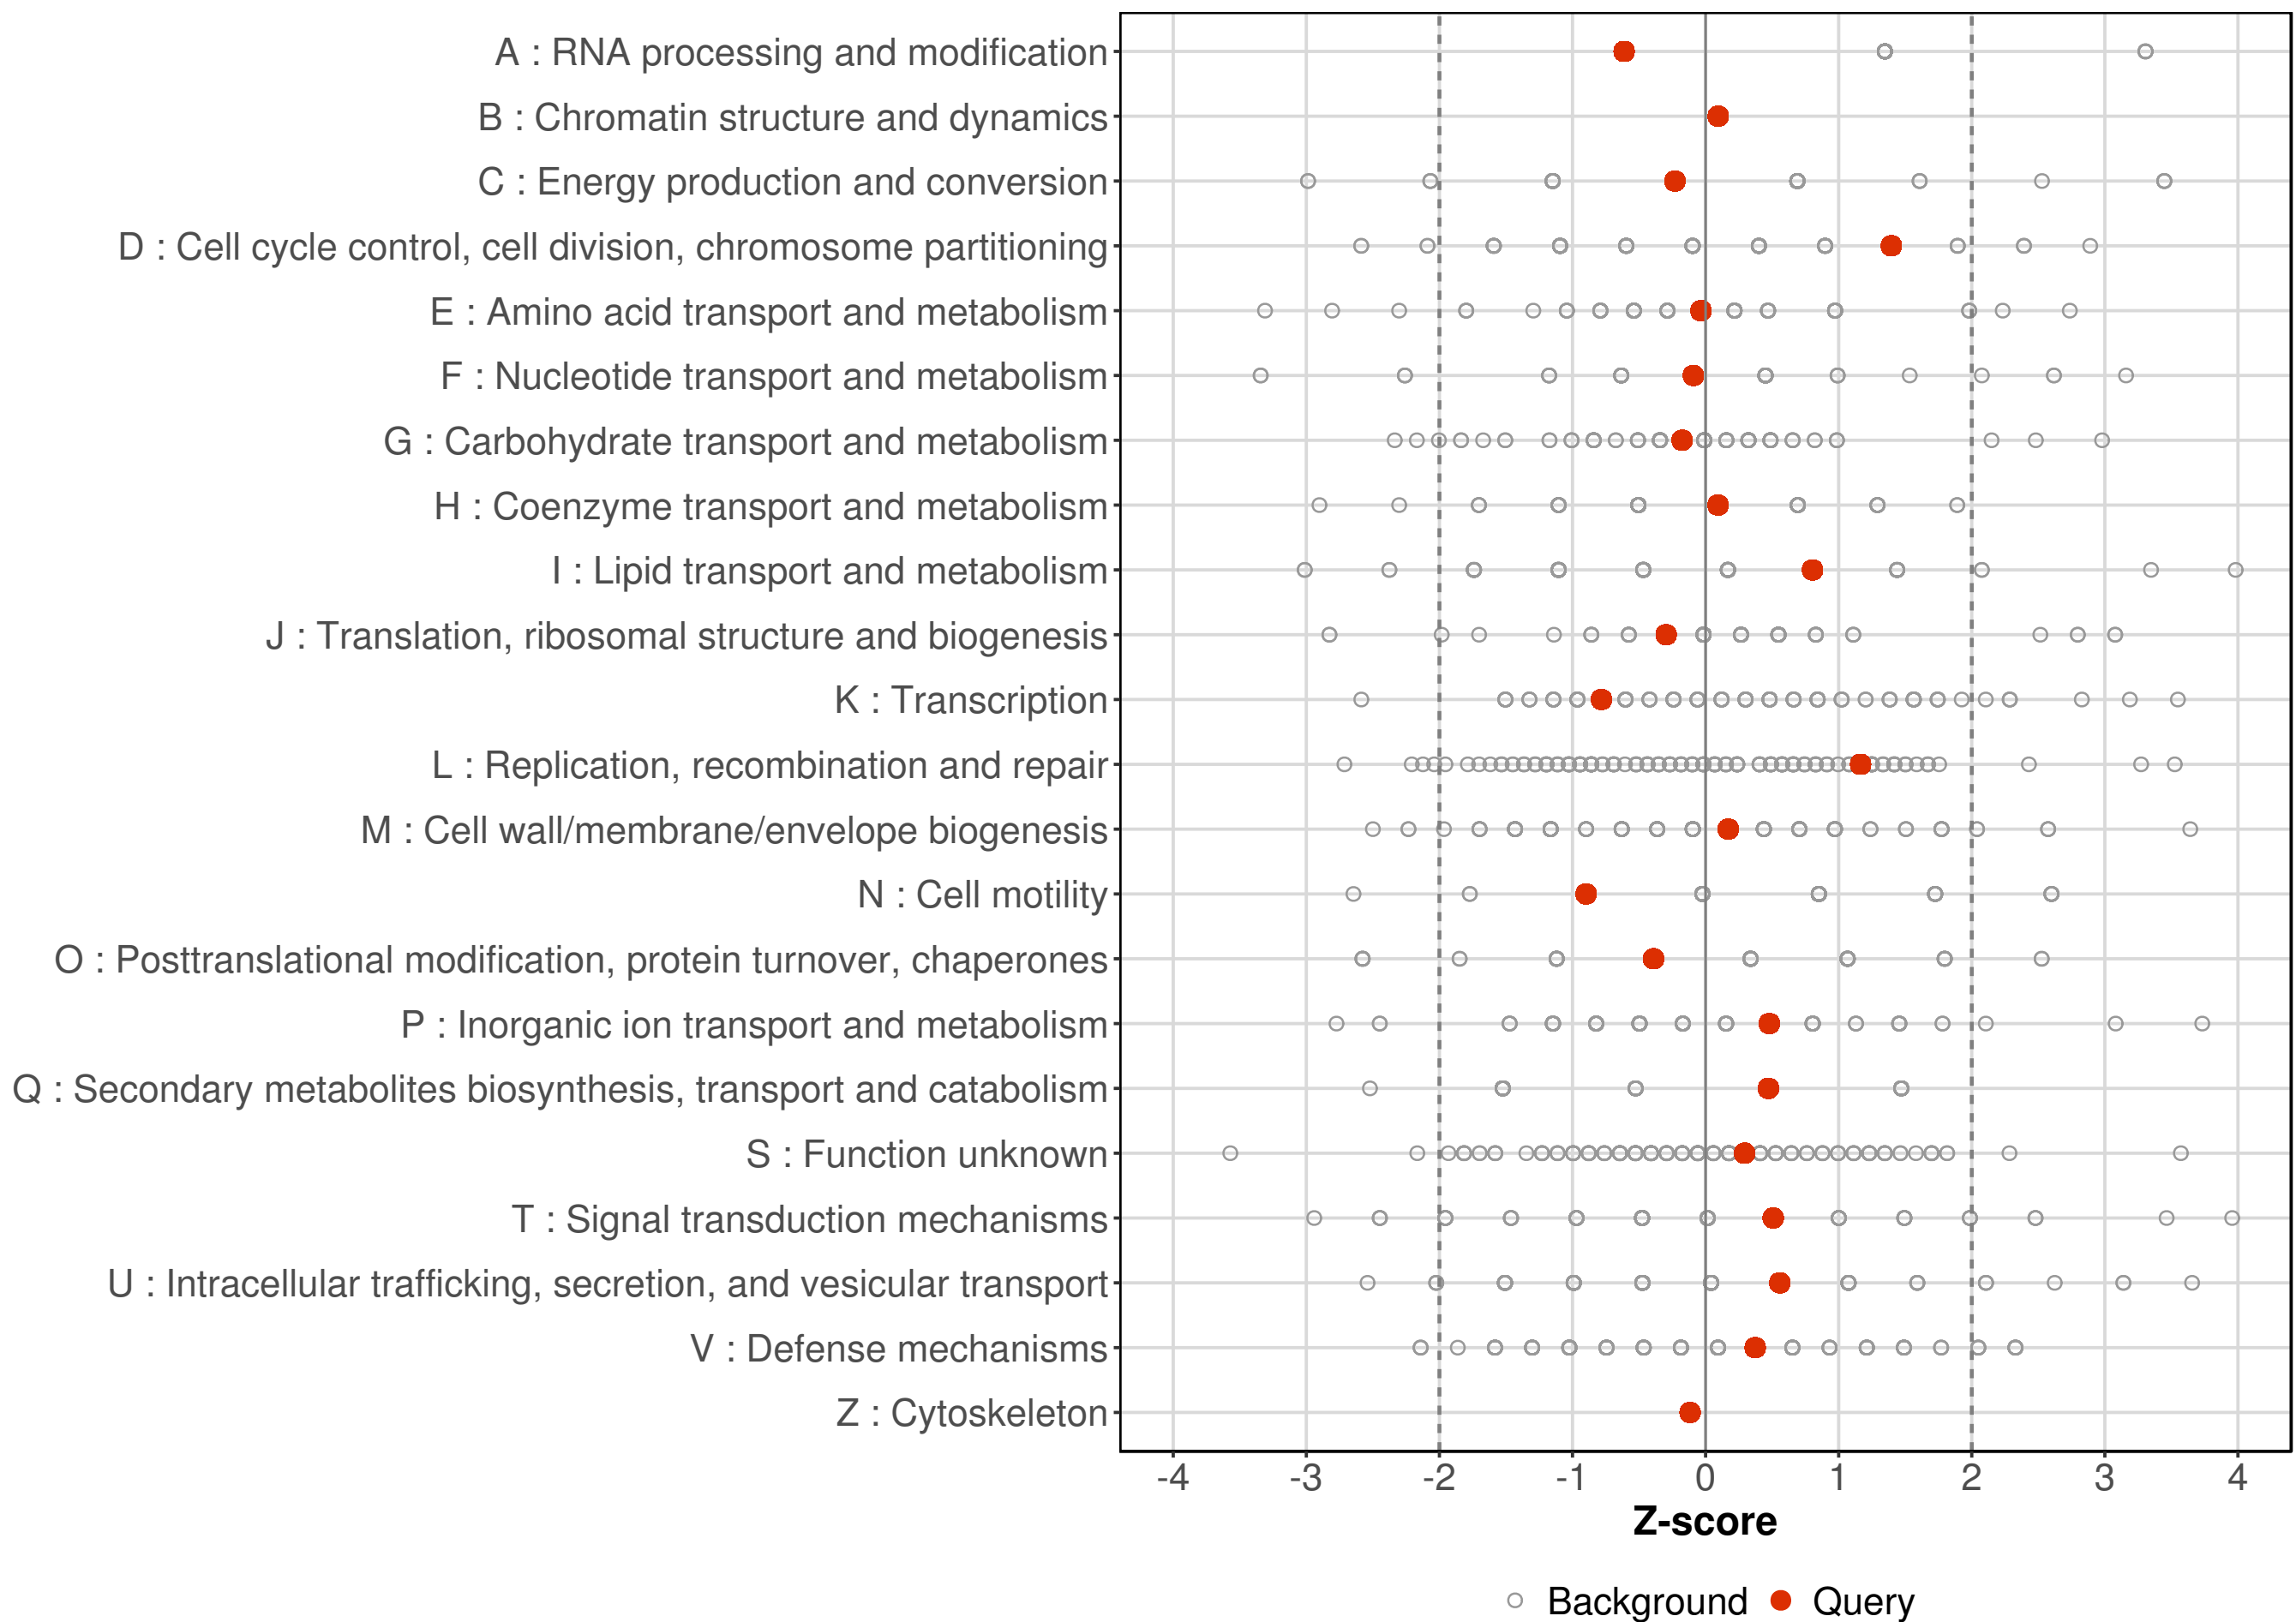 A : RNA processing and modification
B : Chromatin structure and dynamics
C : Energy production and conversion
D : Cell cycle control, cell division, chromosome partitioning
E : Amino acid transport and metabolism
F : Nucleotide transport and metabolism
G : Carbohydrate transport and metabolism
H : Coenzyme transport and metabolism
I : Lipid transport and metabolism
J : Translation, ribosomal structure and biogenesis
K : Transcription
L : Replication, recombination and repair
M : Cell wall/membrane/envelope biogenesis
N : Cell motility
O : Posttranslational modification, protein turnover, chaperones
P : Inorganic ion transport and metabolism
Q : Secondary metabolites biosynthesis, transport and catabolism
S : Function unknown
T : Signal transduction mechanisms
U : Intracellular trafficking, secretion, and vesicular transport
V : Defense mechanisms
Z : Cytoskeleton
-4 -3 -2 -1 0 1 2 3 4
Z-score
Background Query